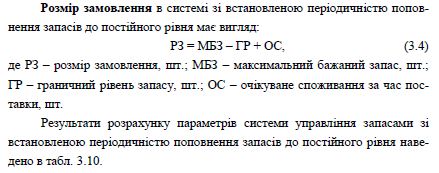 Розмір замовлення в системі зі встановленою періодичністю попов-
нення запасів до постійного рівня має вигляд:
РЗ = МБЗ – ГР + ОС, (3.4)
де РЗ – розмір замовлення, шт.; МБЗ – максимальний бажаний запас, шт.;
ГР – граничний рівень запасу, шт.; ОС – очікуване споживання за час пос-
тавки, шт.
Результати розрахунку параметрів системи управління запасами зі
встановленою періодичністю поповнення запасів до постійного рівня наве-
дено в табл. 3.10.